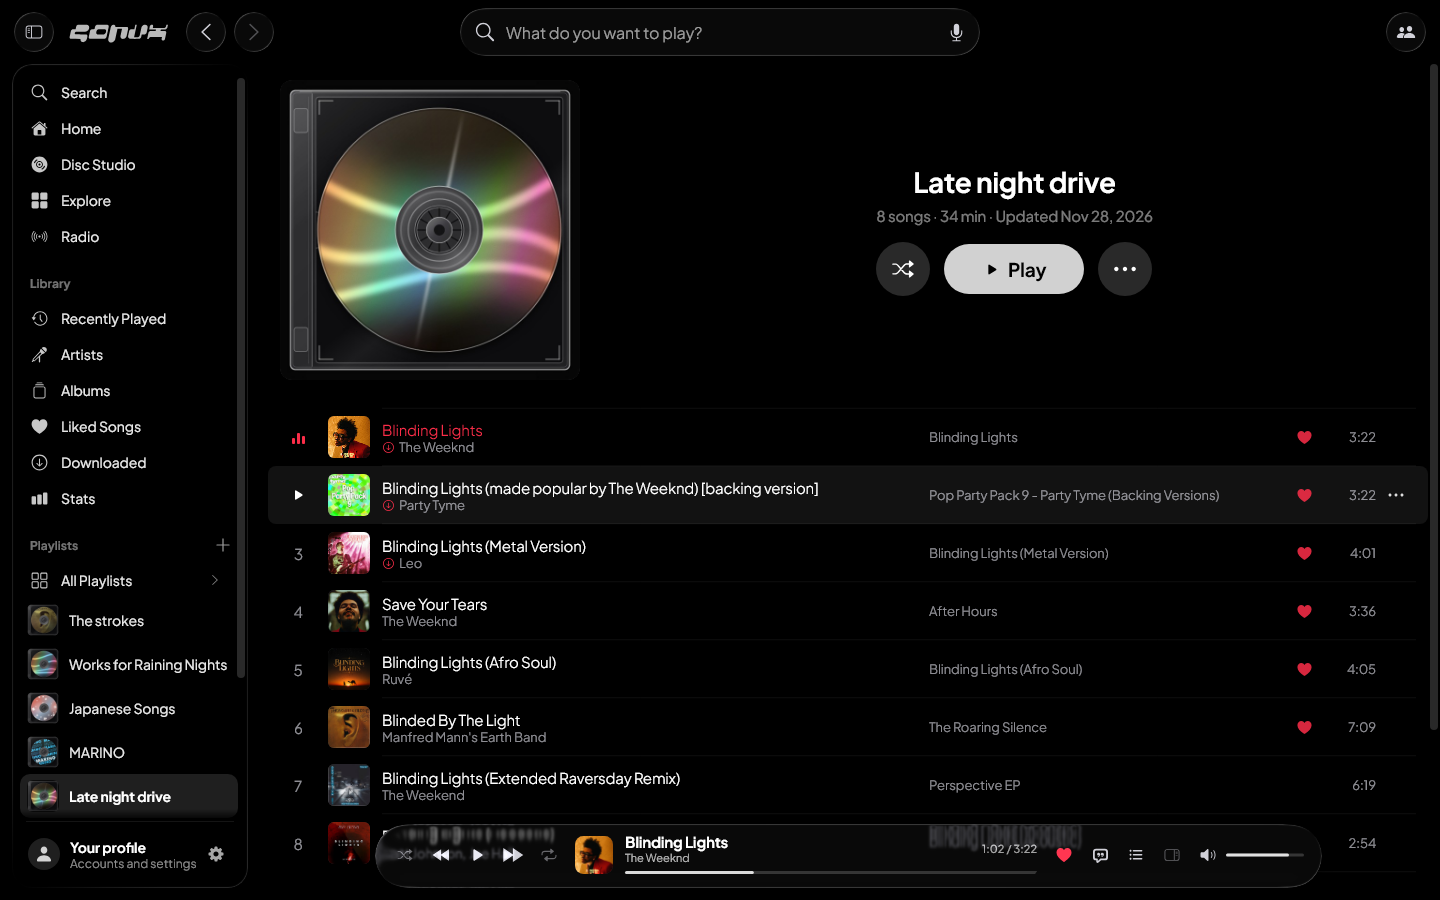 sonux
What do you want to play?
Search
Home
Disc Studio
Explore
Radio
Library
Recently Played
Artists
Albums
Liked Songs
Downloaded
Stats
Playlists
All Playlists
The strokes
Works for Raining Nights
Japanese Songs
MARINO
Late night drive
Your profile
Accounts and settings
Late night drive
8 songs · 34 min · Updated Nov 28, 2026
Play
Blinding Lights
The Weeknd
Blinding Lights
3:22
Blinding Lights (made popular by The Weeknd) [backing version]
Party Tyme
Pop Party Pack 9 - Party Tyme (Backing Versions)
3:22
3
Blinding Lights (Metal Version)
Leo
Blinding Lights (Metal Version)
4:01
4
Save Your Tears
The Weeknd
After Hours
3:36
5
Blinding Lights (Afro Soul)
Ruvé
Blinding Lights (Afro Soul)
4:05
6
Blinded By The Light
Manfred Mann's Earth Band
The Roaring Silence
7:09
7
Blinding Lights (Extended Raversday Remix)
The Weekend
Perspective EP
6:19
8
2:54
Blinding Lights
The Weeknd
1:02 / 3:22